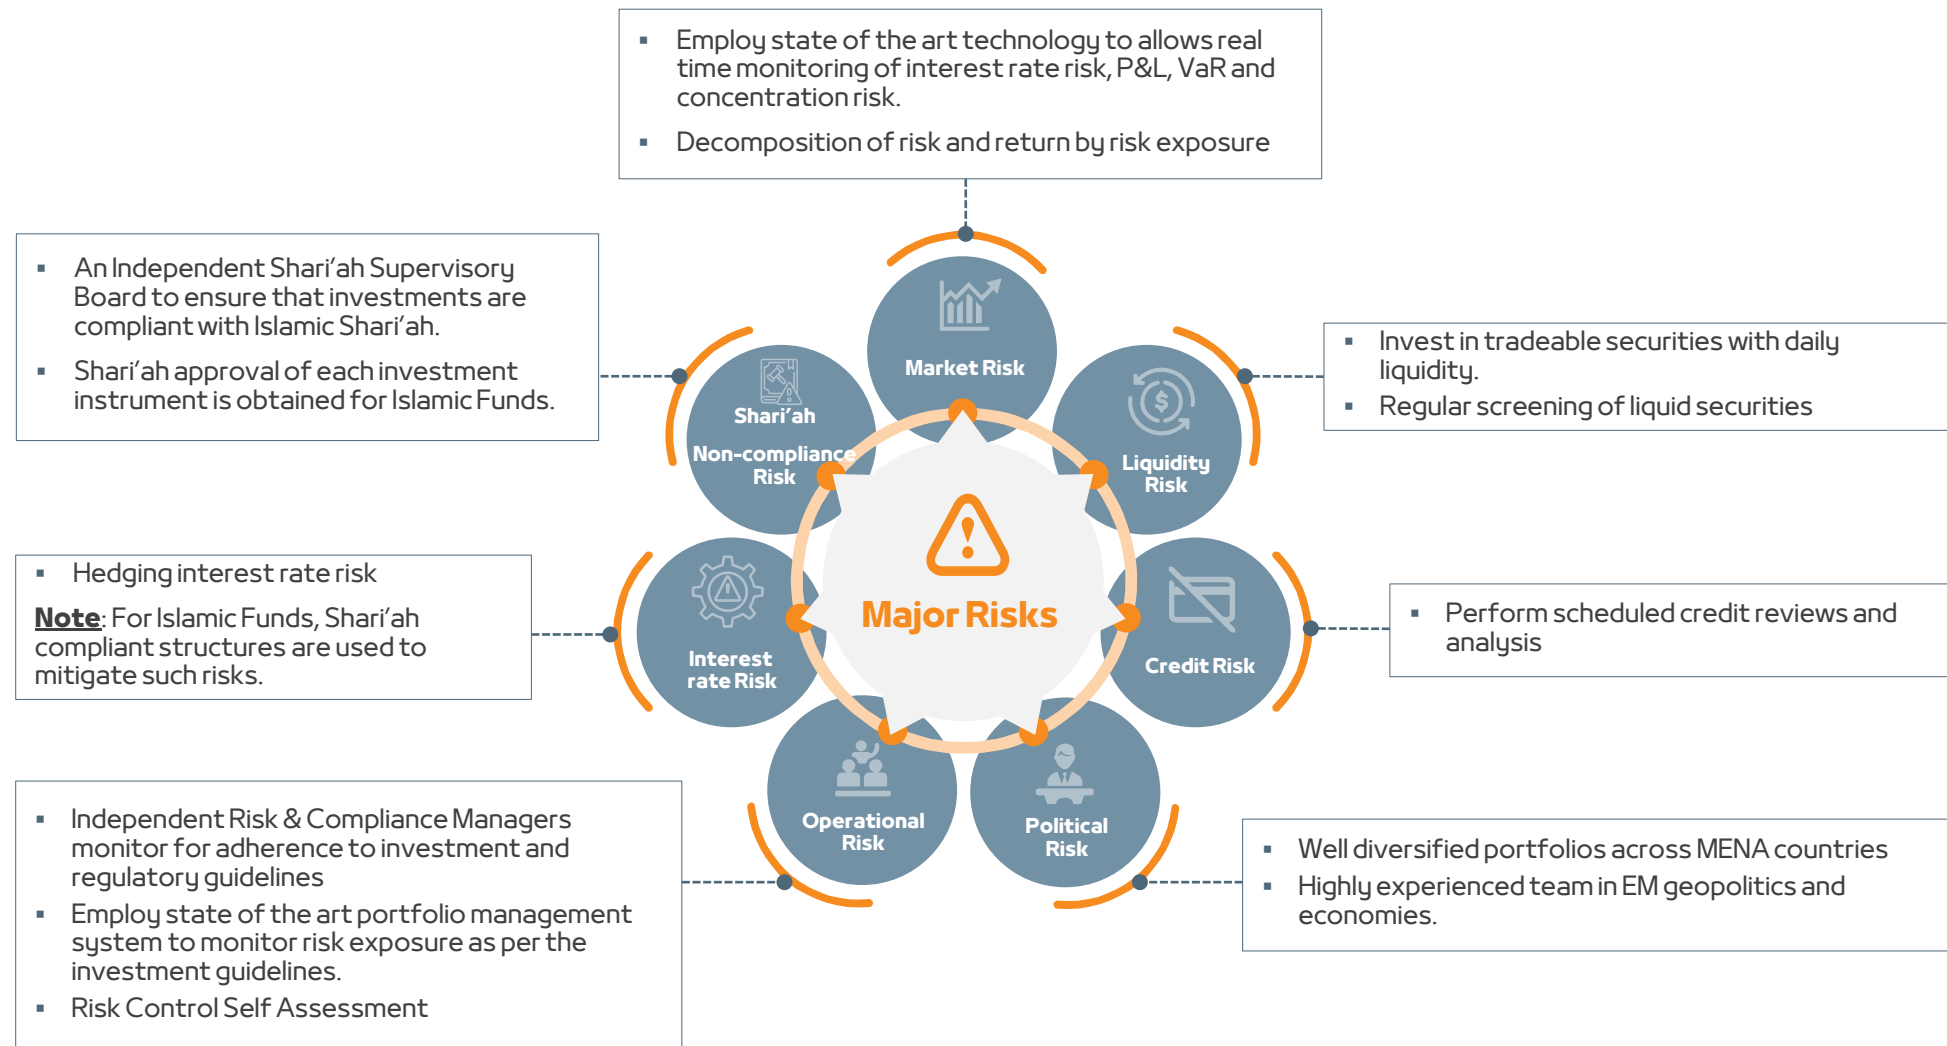 ▪ Employ state of the art technology to allows real
time monitoring of interest rate risk, P&L, VaR and
concentration risk.
▪ Decomposition of risk and return by risk exposure
▪ An Independent Shari’ah Supervisory
Board to ensure that investments are
compliant with Islamic Shari’ah.
▪ Shari’ah approval of each investment
instrument is obtained for Islamic Funds.
Market Risk
▪ Invest in tradeable securities with daily
liquidity.
▪ Regular screening of liquid securities
Shari’ah
Non-compliance
Risk
Liquidity
Risk
▪ Hedging interest rate risk
Note: For Islamic Funds, Shari’ah
compliant structures are used to
mitigate such risks.
Interest
rate Risk
Major Risks
Credit Risk
▪ Perform scheduled credit reviews and
analysis
▪ Independent Risk & Compliance Managers
monitor for adherence to investment and
regulatory guidelines
▪ Employ state of the art portfolio management
system to monitor risk exposure as per the
investment guidelines.
▪ Risk Control Self Assessment
Operational
Risk
Political
Risk
▪ Well diversified portfolios across MENA countries
▪ Highly experienced team in EM geopolitics and
economies.